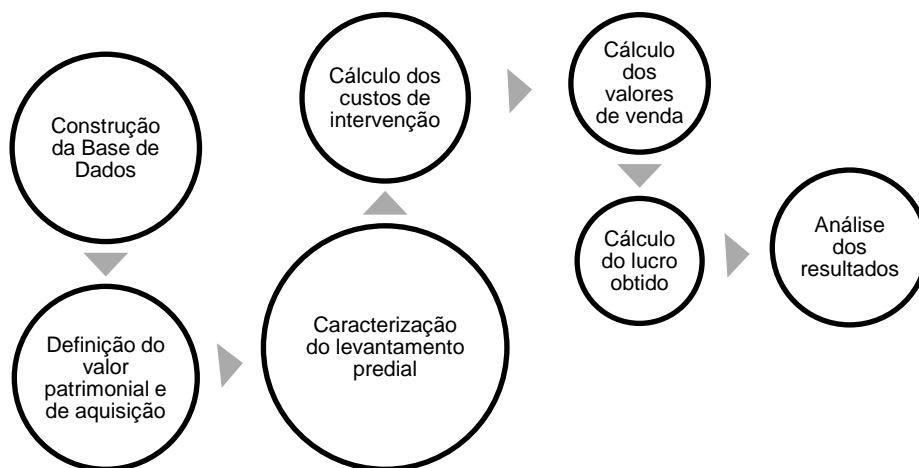 Construção
da Base de
Dados
Definição do
valor
patrimonial e
de aquisição
Caracterização
do levantamento
predial
Cálculo dos
custos de
intervenção
Cálculo
dos
valores
de venda
Cálculo
do lucro
obtido
Análise
dos
resultados